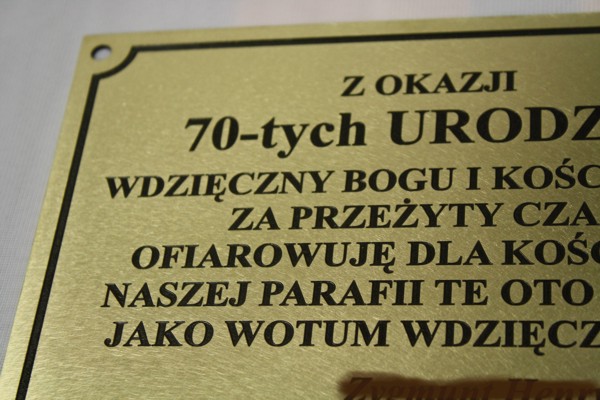 Z OKAZJI
70-tych URODZ
WDZIĘCZNY BOGU I KOŚC
ZA PRZEŻYTY CZA
OFIAROWUJĘ DLA KOŚC
NASZEJ PARAFII TE OTO
JAKO WOTUM WDZIĘCZ